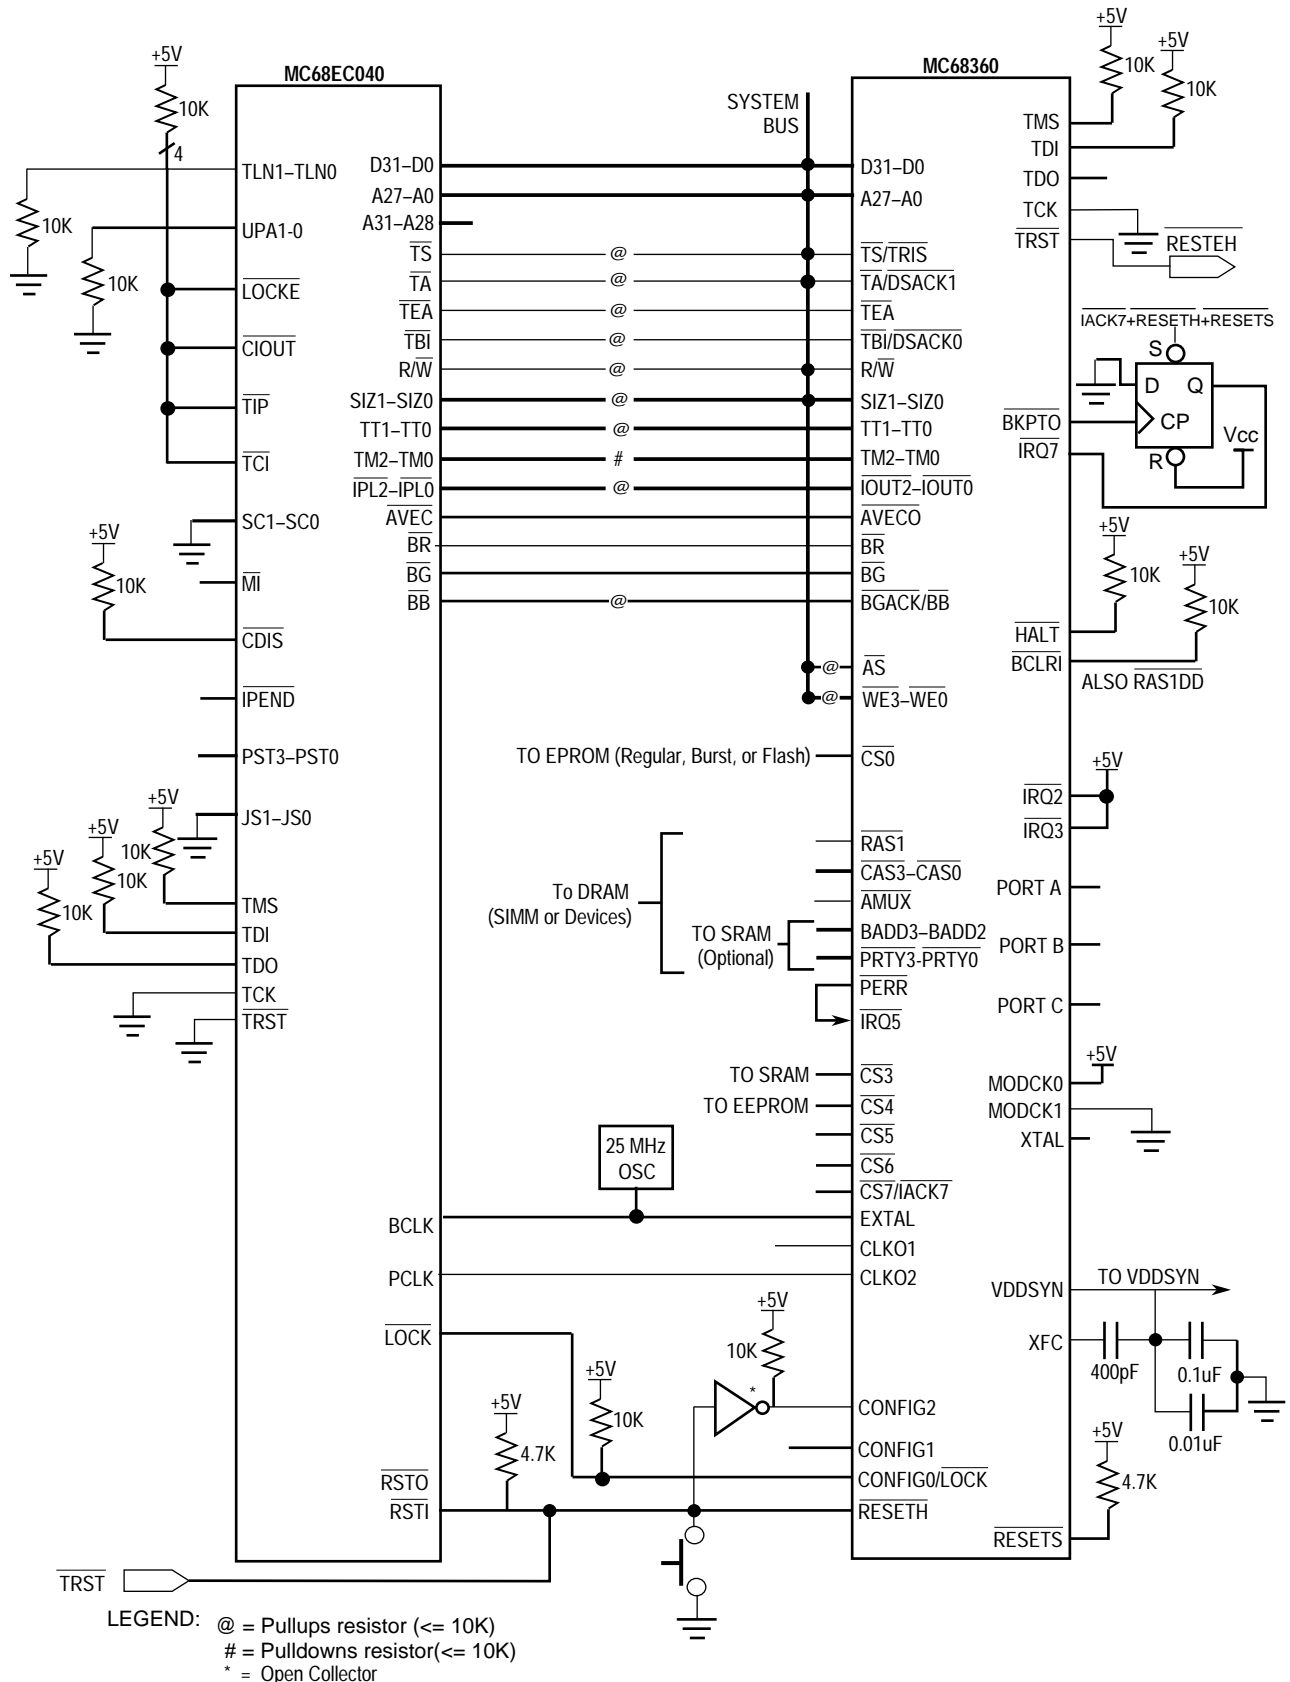 +5V
10K
4
MC68EC040
TLN1–TLN0
10K
UPA1-0
10K
LOCKE
CIOUT
TIP
TCI
SC1–SC0
+5V
10K
MI
CDIS
IPEND
PST3–PST0
JS1–JS0
+5V
10K
+5V
10K
+5V
10K
TMS
TDI
TDO
TCK
TRST
D31–D0
A27–A0
A31–A28
TS
TA
TEA
TBI
R/W
SIZ1–SIZ0
TT1–TT0
TM2–TM0
IPL2–IPL0
AVEC
BR
BG
BB
BCLK
PCLK
LOCK
RSTO
RSTI
@
@
@
@
@
@
@
#
@
@
SYSTEM
BUS
@
@
TO EPROM (Regular, Burst, or Flash)
To DRAM
(SIMM or Devices)
TO SRAM
(Optional)
TO SRAM
TO EEPROM
25 MHz
OSC
+5V
10K
*
+5V
10K
+5V
4.7K
MC68360
D31–D0
A27–A0
TS/TRIS
TA/DSACK1
TEA
TBI/DSACK0
R/W
SIZ1–SIZ0
TT1–TT0
TM2–TM0
IOUT2–IOUT0
AVECO
BR
BG
BGACK/BB
AS
WE3–WE0
CS0
RAS1
CAS3–CAS0
AMUX
BADD3–BADD2
PRTY3-PRTY0
PERR
IRQ5
CS3
CS4
CS5
CS6
CS7/IACK7
EXTAL
CLKO1
CLKO2
CONFIG2
CONFIG1
CONFIG0/LOCK
RESETH
TMS
TDI
TDO
TCK
TRST
BKPTO
IRQ7
HALT
BCLRI
IRQ2
IRQ3
PORT A
PORT B
PORT C
MODCK0
MODCK1
XTAL
VDDSYN
XFC
RESETS
+5V
10K
+5V
10K
RESTEH
IACK7+RESETH+RESETS
S
D Q
CP
R
Vcc
+5V
10K
+5V
10K
ALSO RAS1DD
+5V
+5V
TO VDDSYN
400pF
0.1uF
0.01uF
+5V
4.7K
TRST
LEGEND: @ = Pullups resistor (<= 10K)
# = Pulldowns resistor(<= 10K)
* = Open Collector